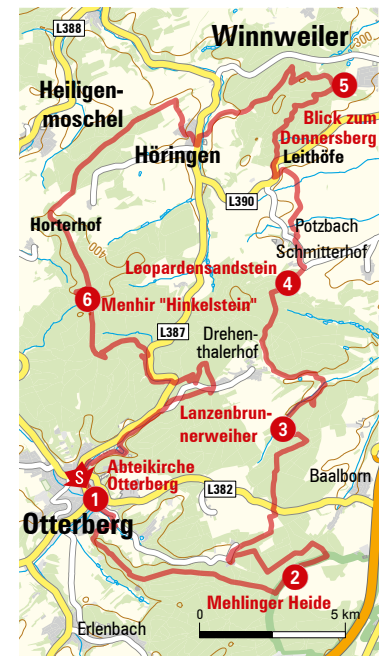 L388
Winnweiler
300
5
Heiligen-
moschel
Blick zum
Donnersberg
Höringen
Leithöfe
L390
Horterhof
Potzbach
Schmitterhof
400
Leopardensandstein
4
6
Menhir "Hinkelstein"
L387
Drehen-
thalerhof
Lanzenbrun-
nerweiher
3
Abteikirche
Otterberg
S
1
L382
Baalborn
Otterberg
2
Mehlinger Heide
Erlenbach
0
5 km